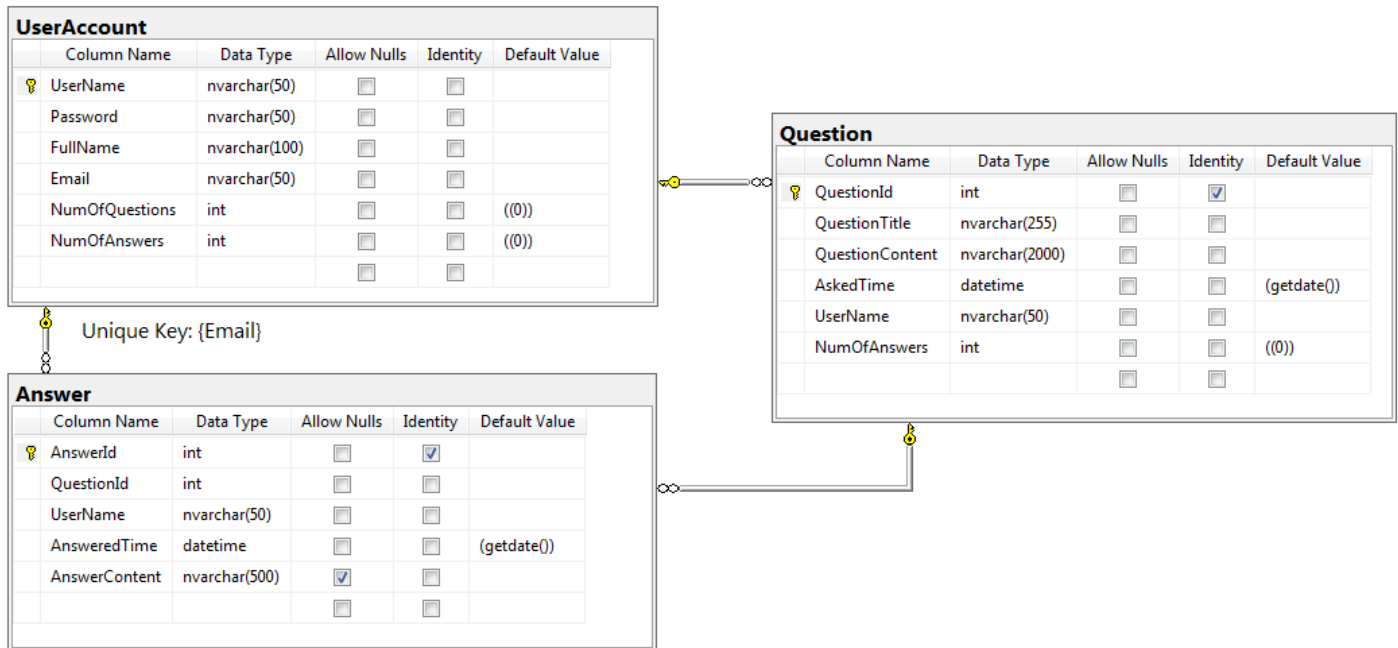 UserAccount
Column Name Data Type Allow Nulls Identity Default Value
UserName nvarchar(50)
Password nvarchar(50)
FullName nvarchar(100)
Email nvarchar(50)
NumOfQuestions int ((0))
NumOfAnswers int ((0))
Unique Key: {Email}
Question
Column Name Data Type Allow Nulls Identity Default Value
QuestionId int
QuestionTitle nvarchar(255)
QuestionContent nvarchar(2000)
AskedTime datetime (getdate())
UserName nvarchar(50)
NumOfAnswers int ((0))
Answer
Column Name Data Type Allow Nulls Identity Default Value
AnswerId int
QuestionId int
UserName nvarchar(50)
AnsweredTime datetime (getdate())
AnswerContent nvarchar(500)